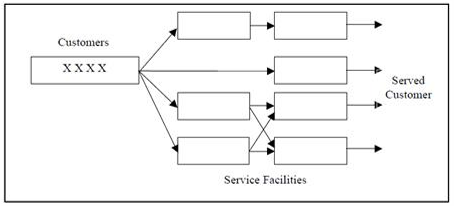 Customers
X X X X
Served
Customer
Service Facilities